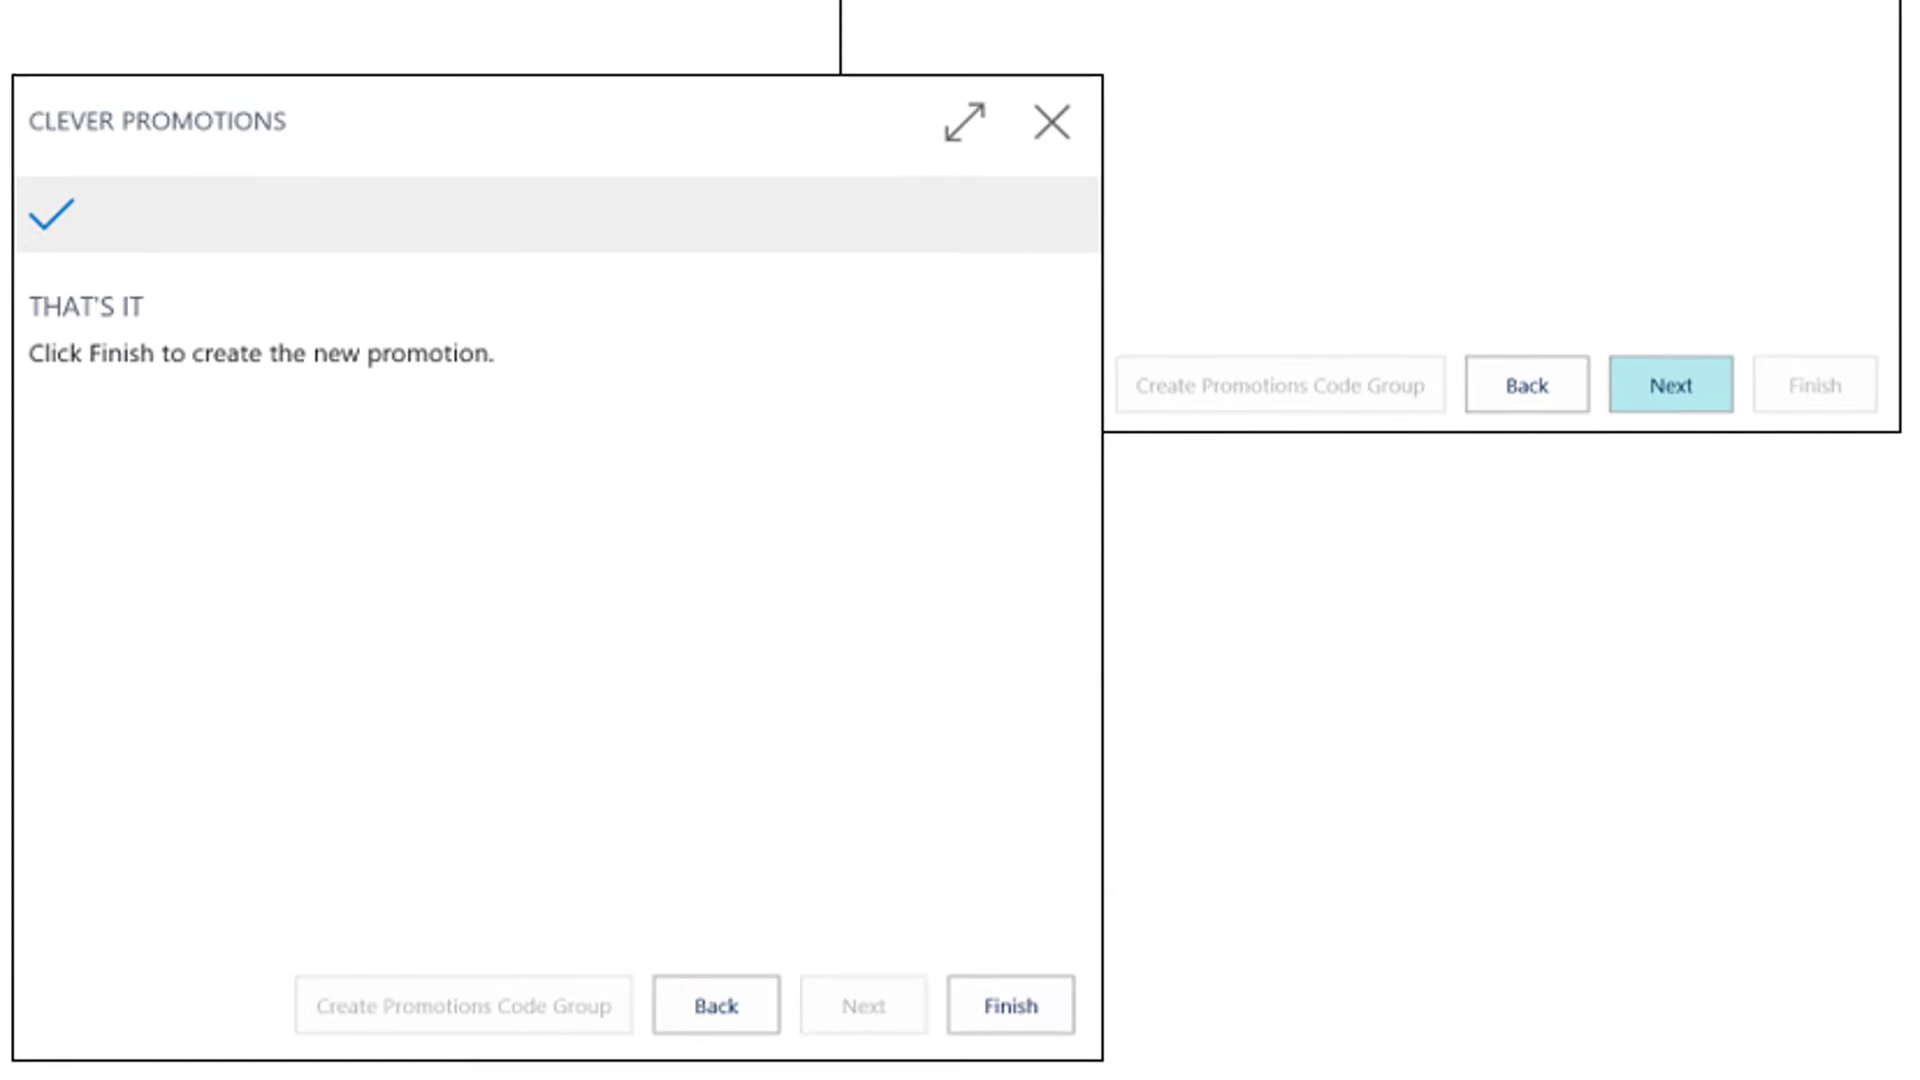 CLEVER PROMOTIONS
THAT'S IT
Click Finish to create the new promotion.
Create Promotions Code Group Back Next Finish
Create Promotions Code Group Back Next Finish